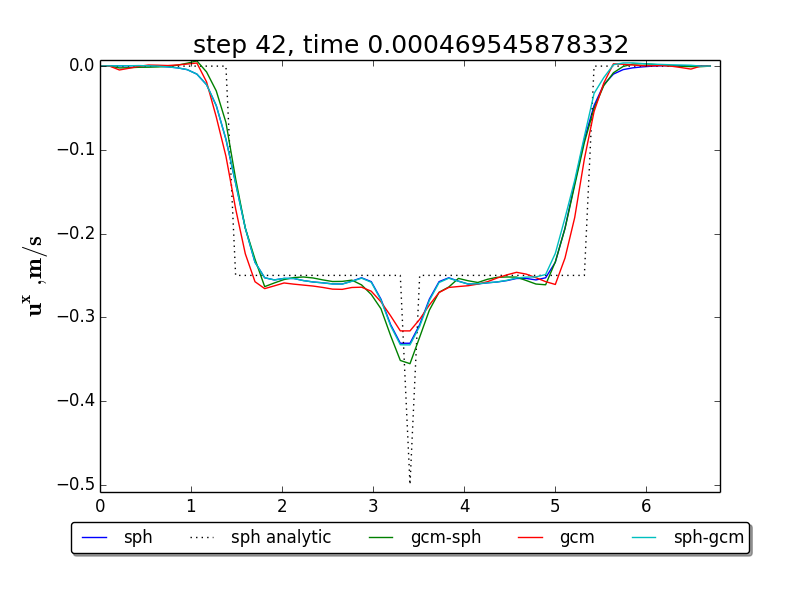 step 42, time 0.000469545878332
0.0
−0.1
−0.2
−0.3
−0.4
−0.5
u^x ,m/s
0 1 2 3 4 5 6
sph sph analytic gcm-sph gcm sph-gcm